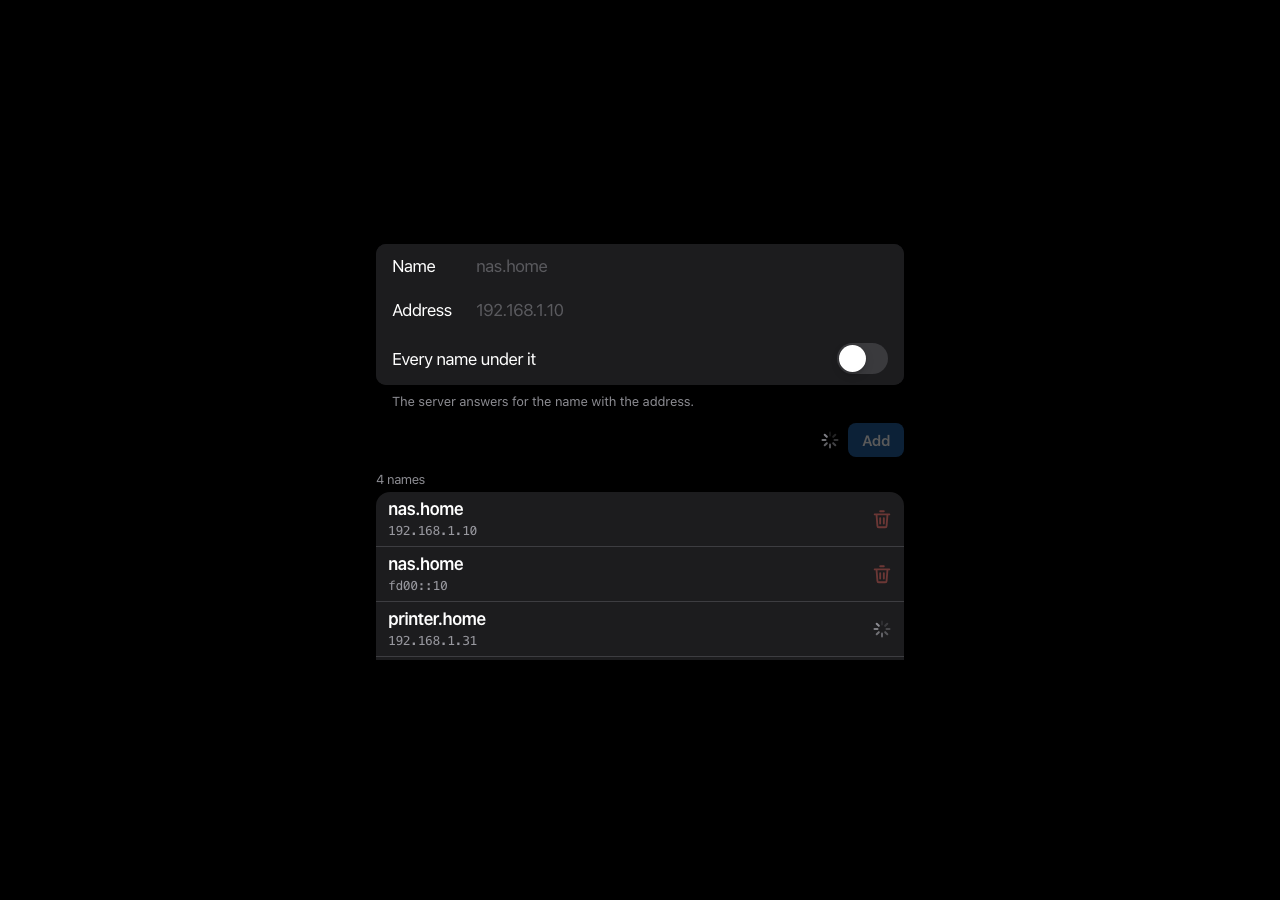 Name nas.home
Address 192.168.1.10
Every name under it
The server answers for the name with the address.
Add
4 names
nas.home
192.168.1.10
nas.home
fd00::10
printer.home
192.168.1.31